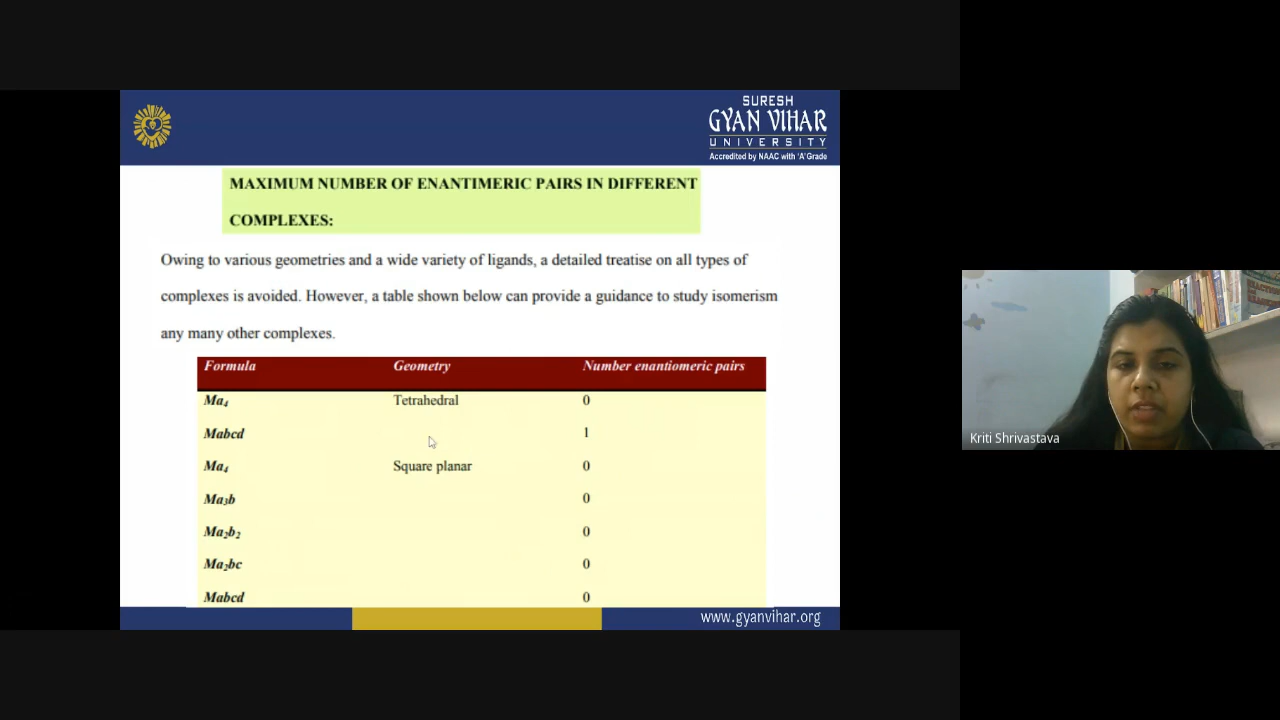 SURESH
GYAN VIHAR
UNIVERSITY
Accredited by NAAC with 'A' Grade
MAXIMUM NUMBER OF ENANTIMERIC PAIRS IN DIFFERENT
COMPLEXES:
Owing to various geometries and a wide variety of ligands, a detailed treatise on all types of
complexes is avoided. However, a table shown below can provide a guidance to study isomerism
any many other complexes.
Formula Geometry Number enantiomeric pairs
Ma₄ Tetrahedral 0
Mabcd 1
Ma₄ Square planar 0
Ma₃b 0
Ma₂b₂ 0
Ma₂bc 0
Mabcd 0
www.gyanvihar.org
Kriti Shrivastava